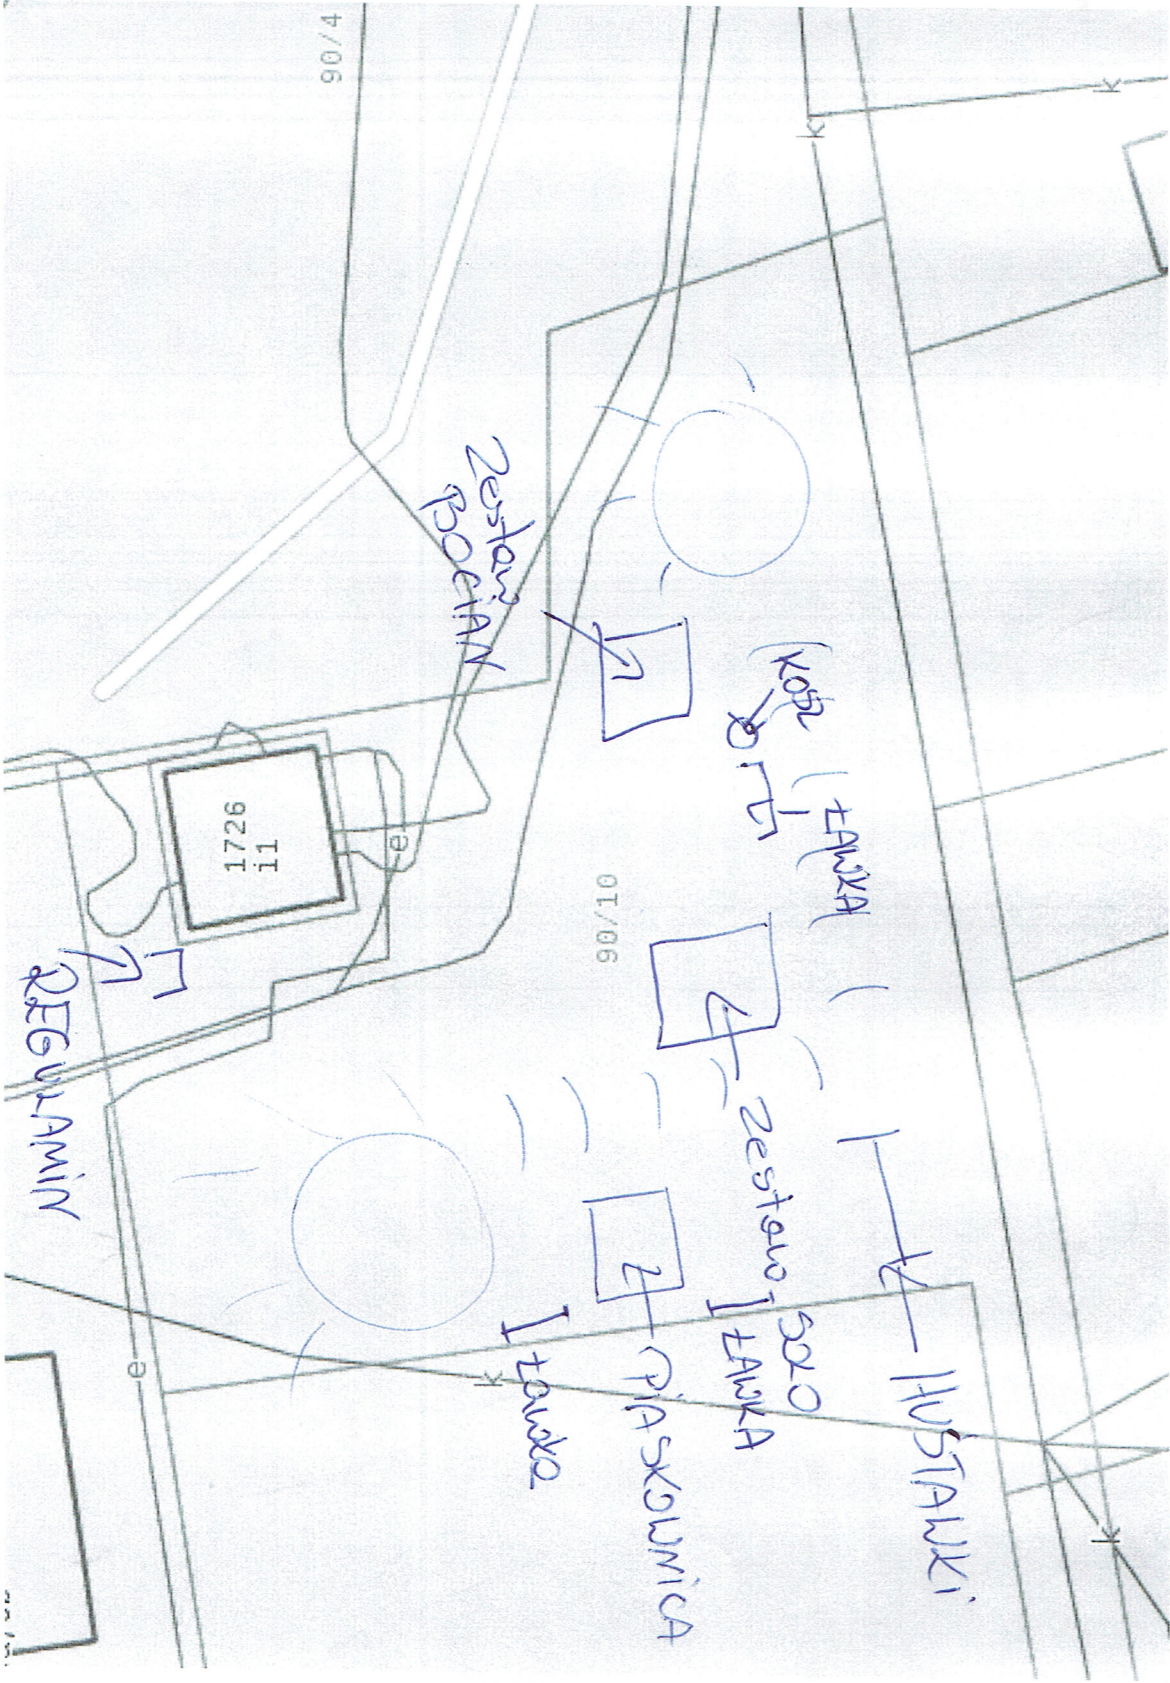 90/4
k
k
Zestaw
BOCIAN
KOSZ
ŁAWKA
1726
i1
e
90/10
REGULAMIN
Zestaw SOLO
HUŚTAWKI
ŁAWKA
PIASKOWNICA
Ławka
k
e
k